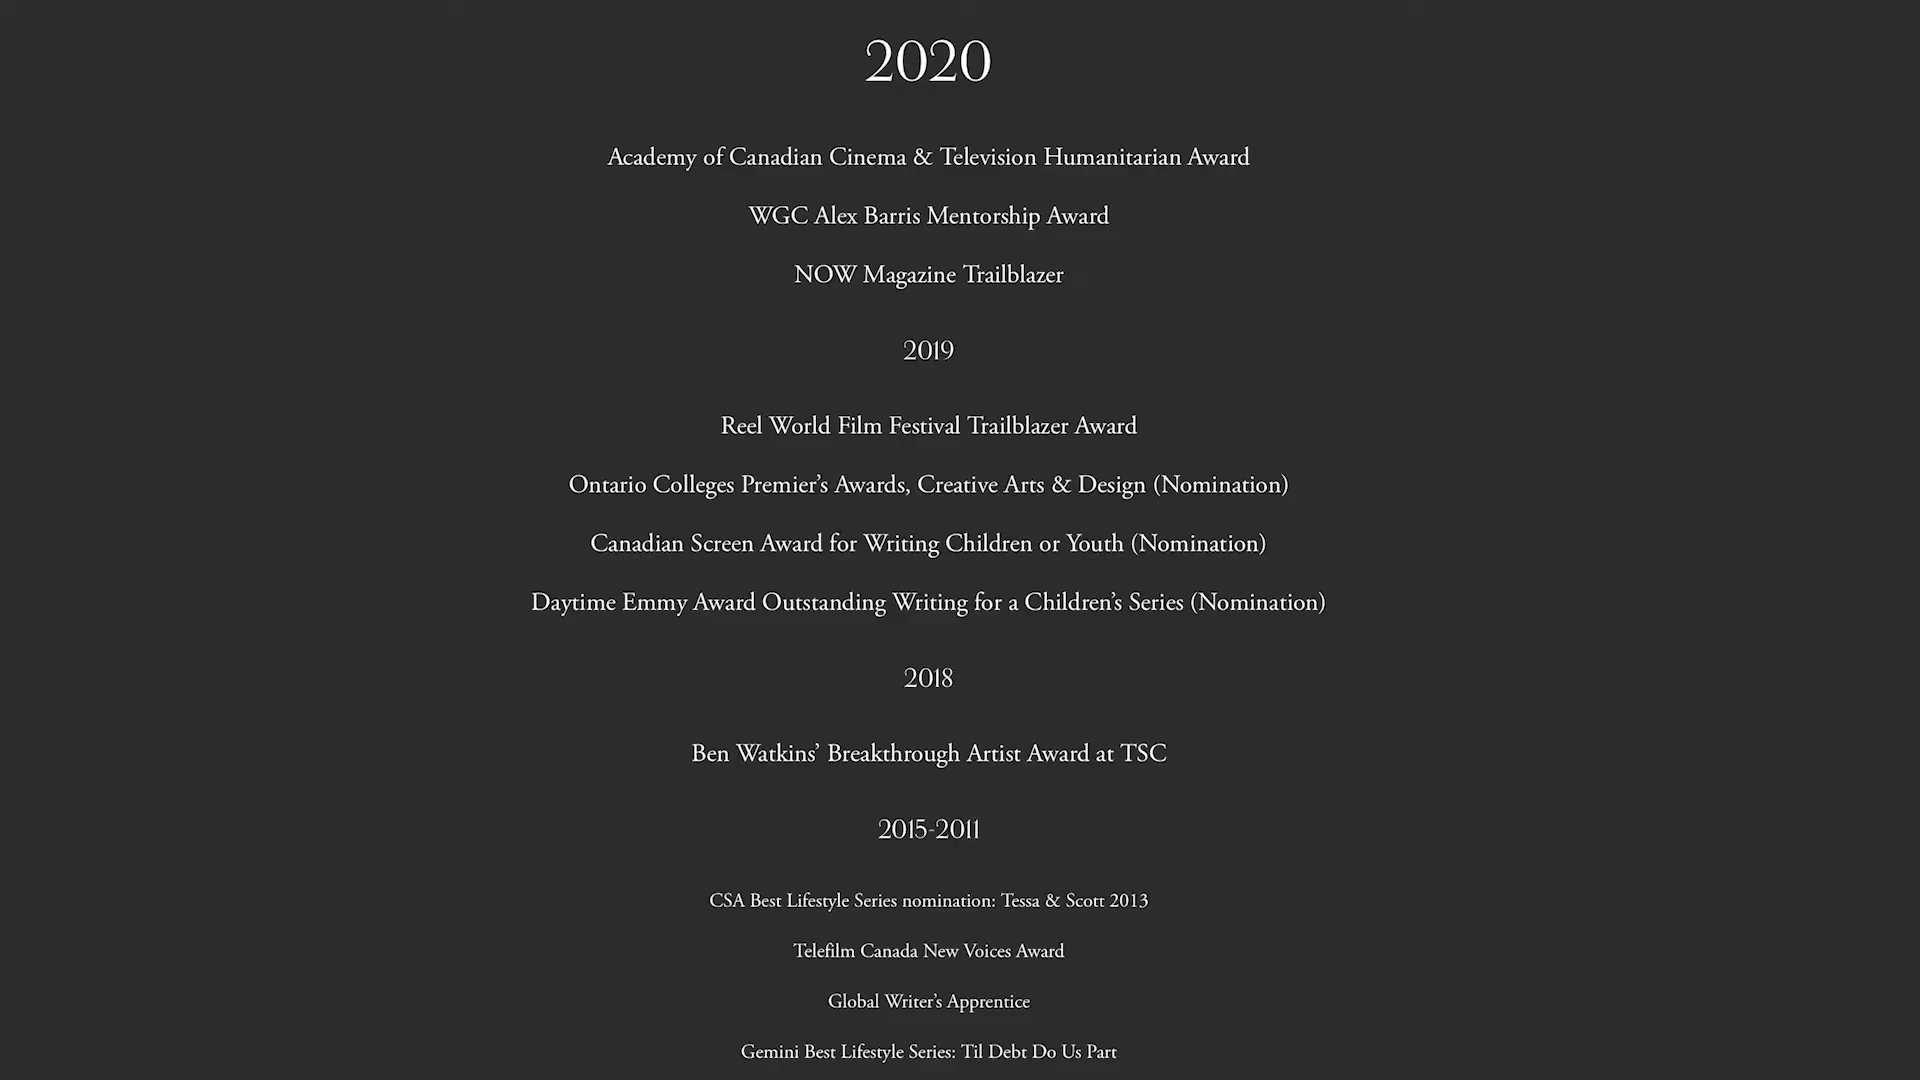 2020
Academy of Canadian Cinema & Television Humanitarian Award
WGC Alex Barris Mentorship Award
NOW Magazine Trailblazer
2019
Reel World Film Festival Trailblazer Award
Ontario Colleges Premier’s Awards, Creative Arts & Design (Nomination)
Canadian Screen Award for Writing Children or Youth (Nomination)
Daytime Emmy Award Outstanding Writing for a Children’s Series (Nomination)
2018
Ben Watkins’ Breakthrough Artist Award at TSC
2015-2011
CSA Best Lifestyle Series nomination: Tessa & Scott 2013
Telefilm Canada New Voices Award
Global Writer’s Apprentice
Gemini Best Lifestyle Series: Til Debt Do Us Part